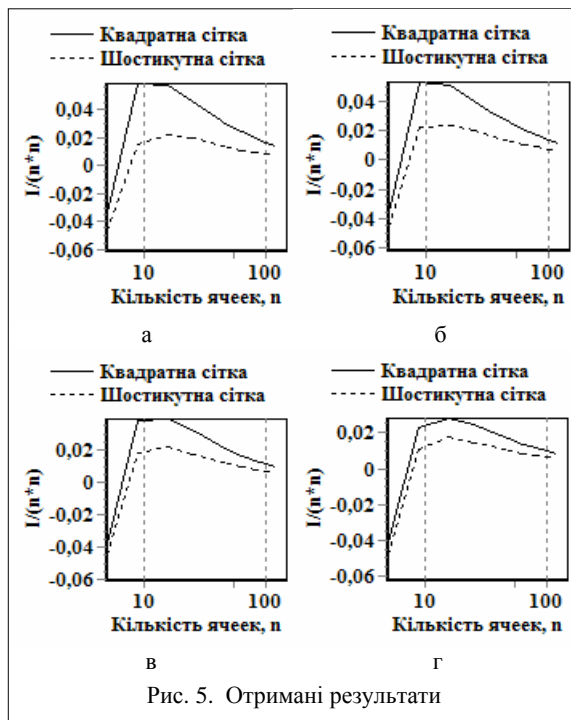 Квадратна сітка
Шостикутна сітка
I/(n*n)
0,04
0,02
0
-0,02
-0,04
-0,06
10 100
Кількість ячеек, n
а
Квадратна сітка
Шостикутна сітка
I/(n*n)
0,04
0,02
0
-0,02
-0,04
-0,06
10 100
Кількість ячеек, n
б
Квадратна сітка
Шостикутна сітка
I/(n*n)
0,02
0
-0,02
-0,04
-0,06
10 100
Кількість ячеек, n
в
Квадратна сітка
Шостикутна сітка
I/(n*n)
0,02
0
-0,02
-0,04
-0,06
10 100
Кількість ячеек, n
г
Рис. 5. Отримані результати